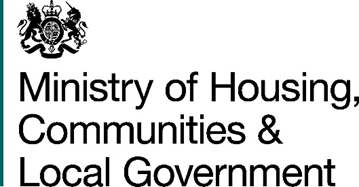 Ministry of Housing,
Communities &
Local Government